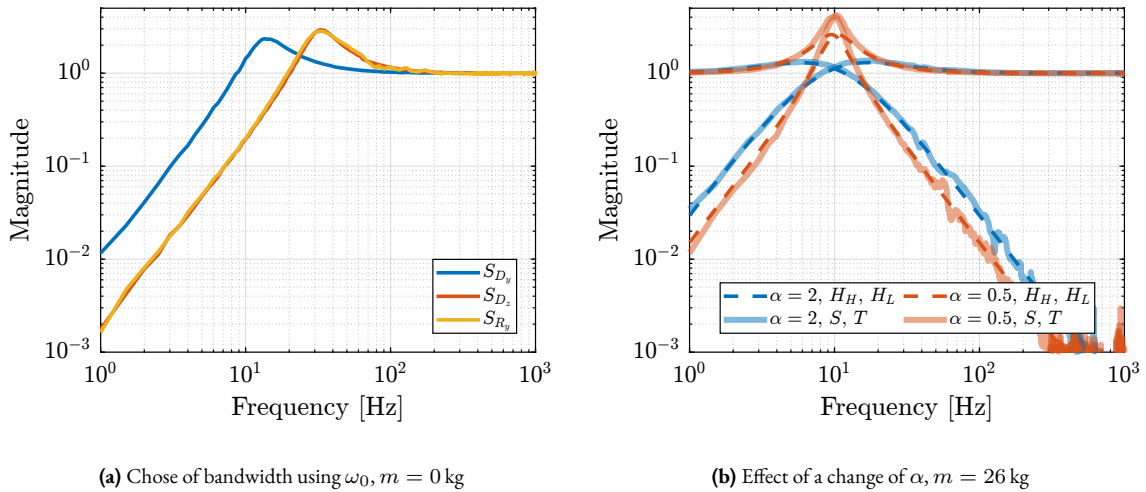 Magnitude
10^0
10^-1
10^-2
10^-3
10^0
10^1
10^2
10^3
Frequency [Hz]
S_{D_y}
S_{D_z}
S_{R_y}
(a) Chose of bandwidth using ω_0, m = 0 kg
Magnitude
10^0
10^-1
10^-2
10^-3
10^0
10^1
10^2
10^3
Frequency [Hz]
α = 2, H_H, H_L
α = 2, S, T
α = 0.5, H_H, H_L
α = 0.5, S, T
(b) Effect of a change of α, m = 26 kg